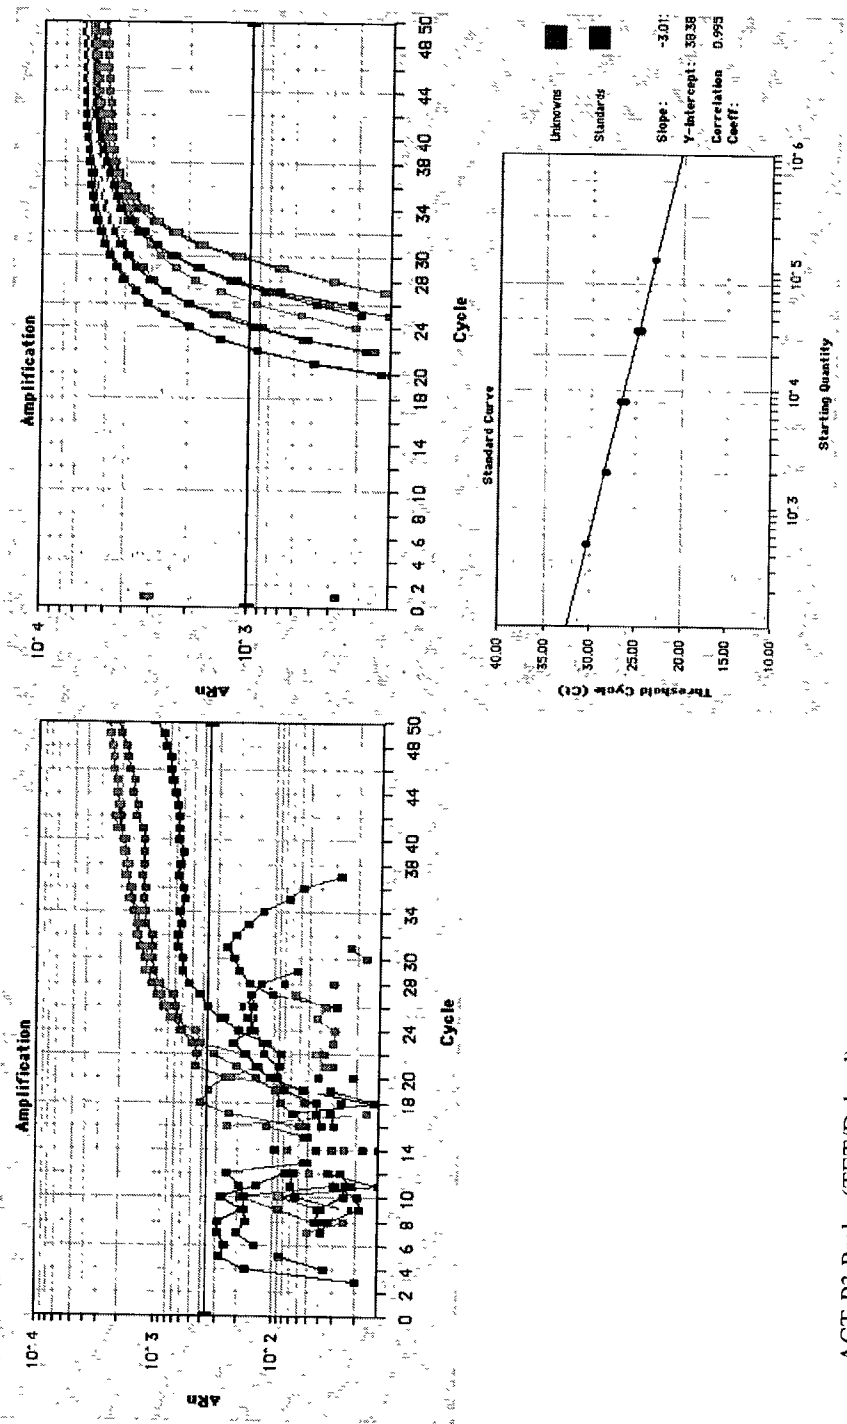 Amplification
10^4
10^3
10^2
ΔRn
0 2 4 6 8 10 14 18 20 24 28 30 34 38 40 44 48 50
Cycle
Amplification
10^4
10^3
ΔRn
0 2 4 6 8 10 14 18 20 24 28 30 34 38 40 44 48 50
Cycle
Standard Curve
40.00
35.00
30.00
25.00
20.00
15.00
10.00
Threshold Cycle (Ct)
10^3 10^4 10^5 10^6
Starting Quantity
Unknowns
Standards
Slope: -3.01
Y-Intercept: 38.38
Correlation 0.995
Coeff: